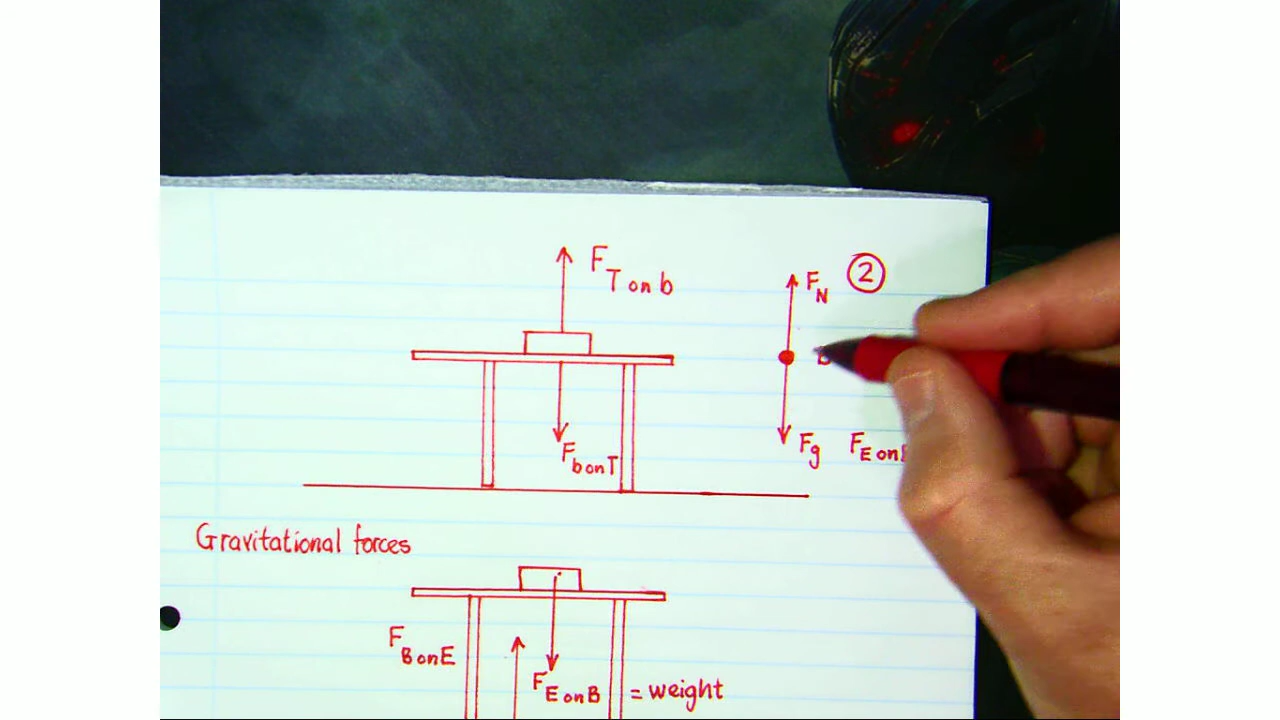 F T on b
F N ②
F b on T
F g F E on
Gravitational forces
F B on E
F E on B = weight